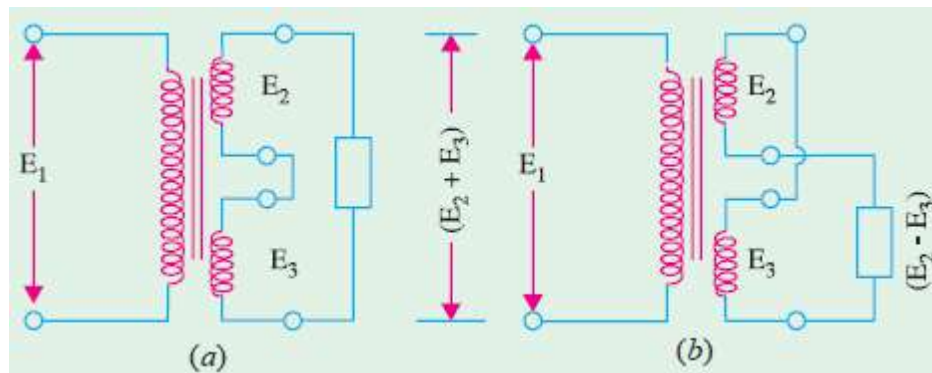 E₁
E₂
E₃
(E₂ + E₃)
(a)
E₁
E₂
E₃
(E₂ - E₃)
(b)